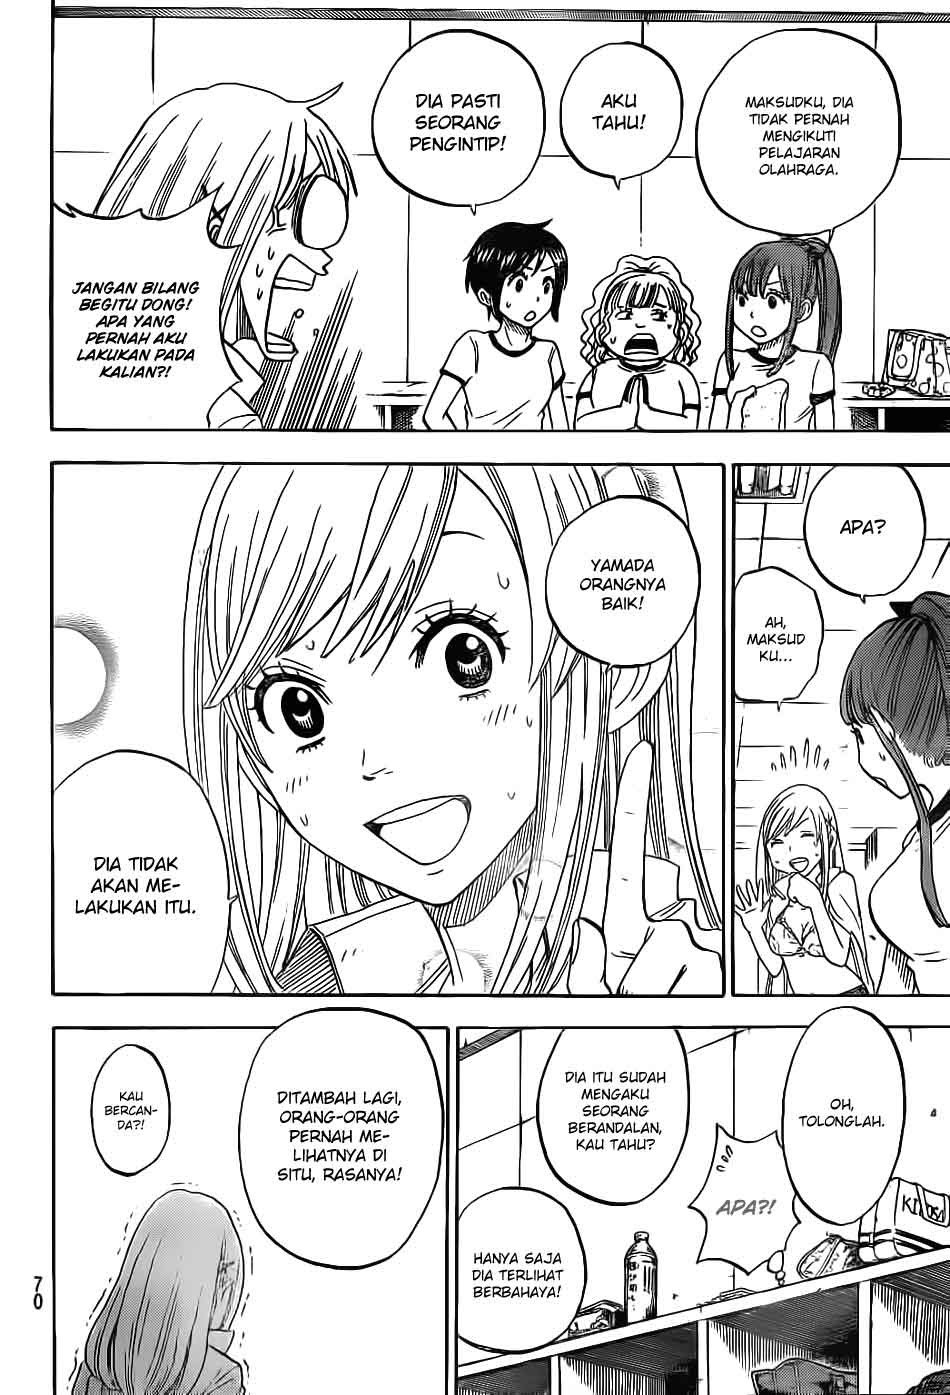 MAKSUDKU, DIA
TIDAK PERNAH
MENGIKUTI
PELAJARAN
OLAHRAGA.
AKU
TAHU!
DIA PASTI
SEORANG
PENGINTIP!
JANGAN BILANG
BEGITU DONG!
APA YANG
PERNAH AKU
LAKUKAN PADA
KALIAN?!
APA?
AH,
MAKSUD
KU...
YAMADA
ORANGNYA
BAIK!
DIA TIDAK
AKAN ME-
LAKUKAN ITU.
OH,
TOLONGLAH.
APA?!
DIA ITU SUDAH
MENGAKU
SEORANG
BERANDALAN,
KAU TAHU?
HANYA SAJA
DIA TERLIHAT
BERBAHAYA!
DITAMBAH LAGI,
ORANG-ORANG
PERNAH ME-
LIHATNYA DI
SITU, RASANYA!
KAU
BERCAN-
DA?!
70